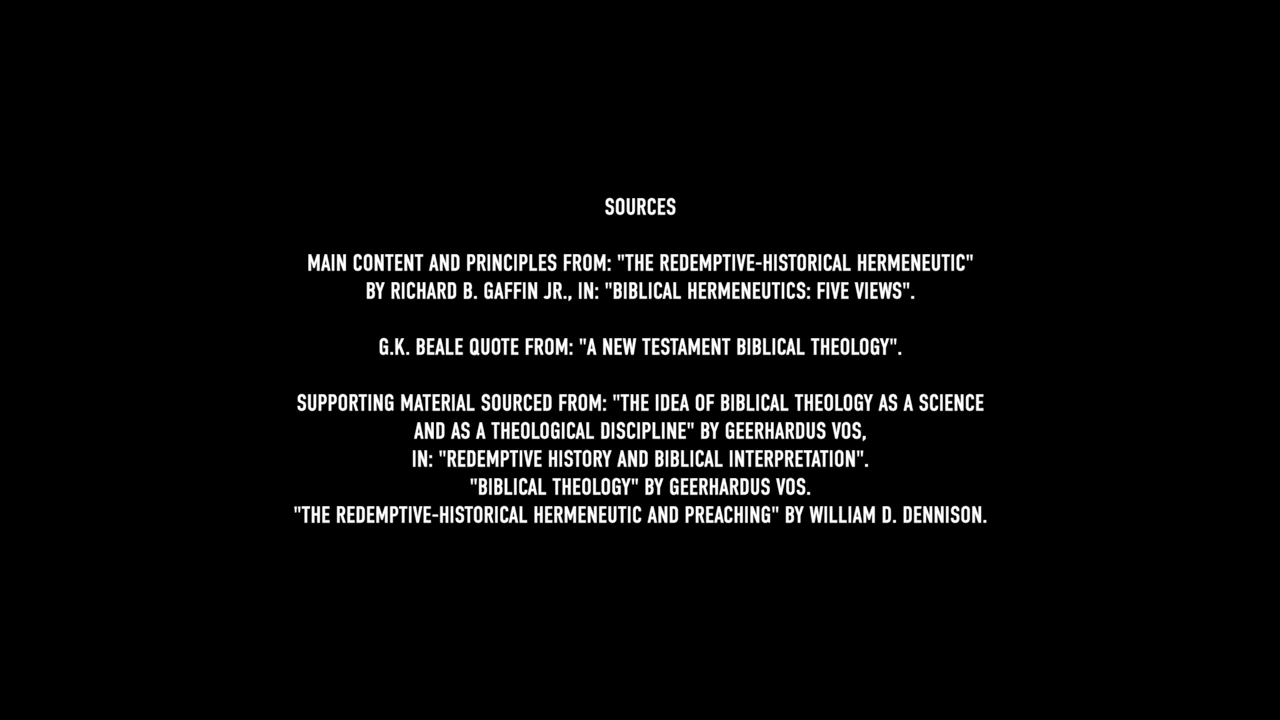 SOURCES
MAIN CONTENT AND PRINCIPLES FROM: "THE REDEMPTIVE-HISTORICAL HERMENEUTIC"
BY RICHARD B. GAFFIN JR., IN: "BIBLICAL HERMENEUTICS: FIVE VIEWS".
G.K. BEALE QUOTE FROM: "A NEW TESTAMENT BIBLICAL THEOLOGY".
SUPPORTING MATERIAL SOURCED FROM: "THE IDEA OF BIBLICAL THEOLOGY AS A SCIENCE
AND AS A THEOLOGICAL DISCIPLINE" BY GEERHARDUS VOS,
IN: "REDEMPTIVE HISTORY AND BIBLICAL INTERPRETATION".
"BIBLICAL THEOLOGY" BY GEERHARDUS VOS.
"THE REDEMPTIVE-HISTORICAL HERMENEUTIC AND PREACHING" BY WILLIAM D. DENNISON.